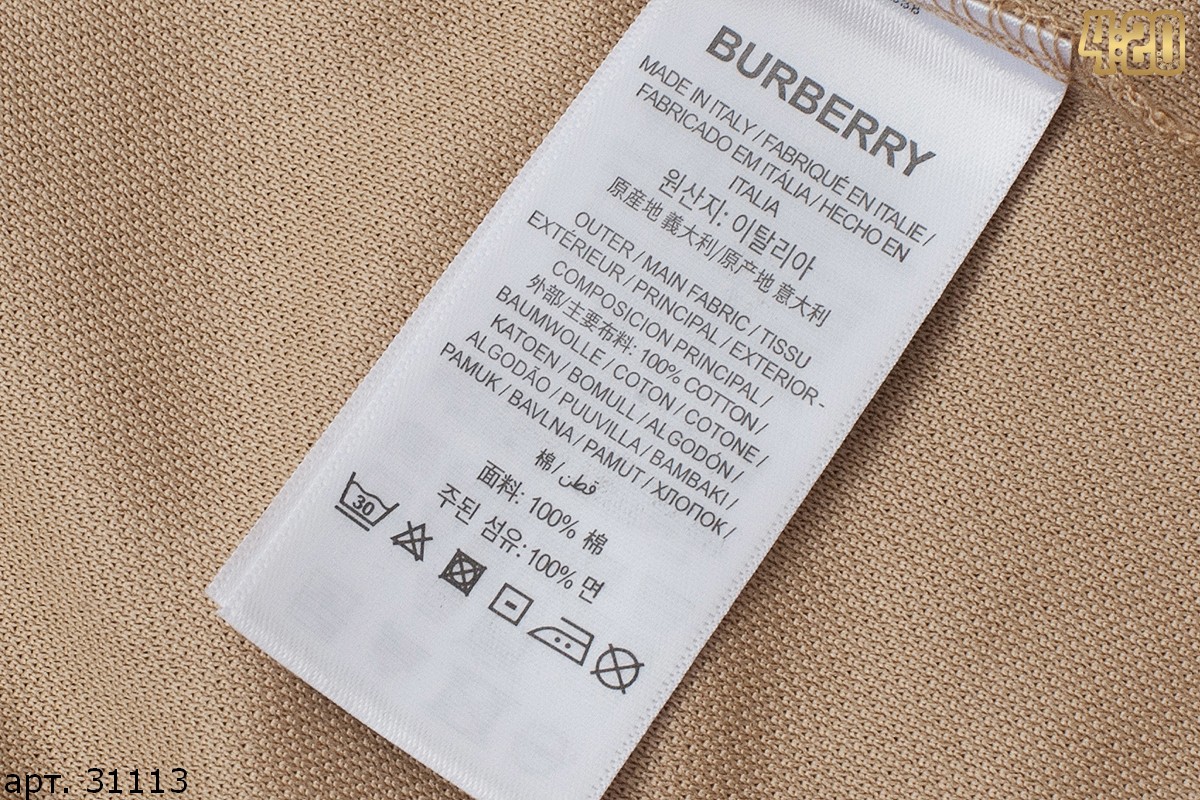 4:20
BURBERRY
MADE IN ITALY / FABRIQUÉ EN ITALIE /
FABRICADO EM ITÁLIA / HECHO EN
ITALIA
원산지: 이탈리아
原産地 義大利/原产地 意大利
OUTER / MAIN FABRIC / TISSU
EXTÉRIEUR / PRINCIPAL / EXTERIOR -
COMPOSICION PRINCIPAL /
外部/主要布料: 100% COTTON /
BAUMWOLLE / COTON / COTONE /
KATOEN / BOMULL / ALGODÓN /
ALGODÃO / PUUVILLA / BAMBAKI /
PAMUK / BAVLNA / PAMUT / ХЛОПОК /
棉 / قطن
面料: 100% 棉
주된 섬유: 100% 면
30
арт. 31113